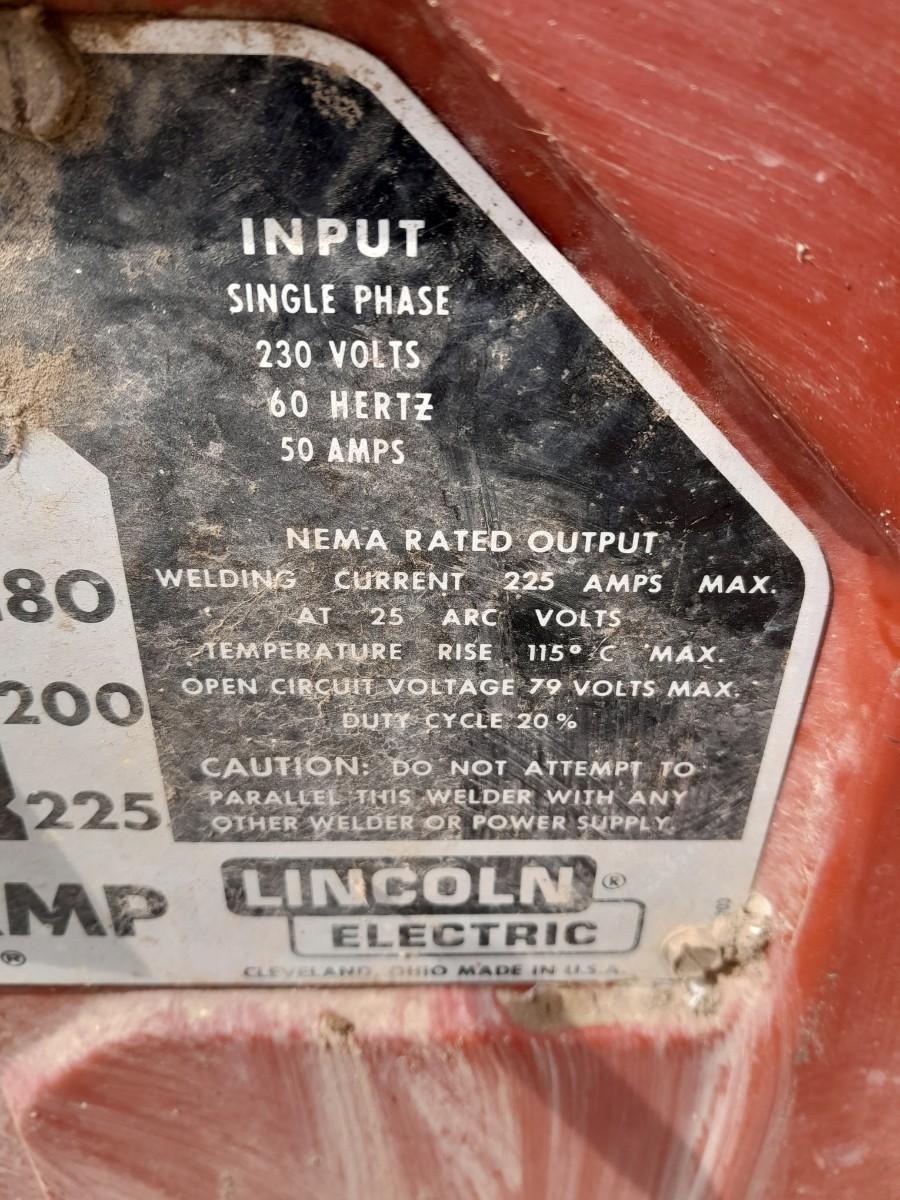 INPUT
SINGLE PHASE
230 VOLTS
60 HERTZ
50 AMPS
NEMA RATED OUTPUT
WELDING CURRENT 225 AMPS MAX.
AT 25 ARC VOLTS
TEMPERATURE RISE 115° C MAX.
OPEN CIRCUIT VOLTAGE 79 VOLTS MAX.
DUTY CYCLE 20%
CAUTION: DO NOT ATTEMPT TO
PARALLEL THIS WELDER WITH ANY
OTHER WELDER OR POWER SUPPLY.
80
200
225
AMP
®
LINCOLN ®
ELECTRIC
CLEVELAND, OHIO MADE IN U.S.A.